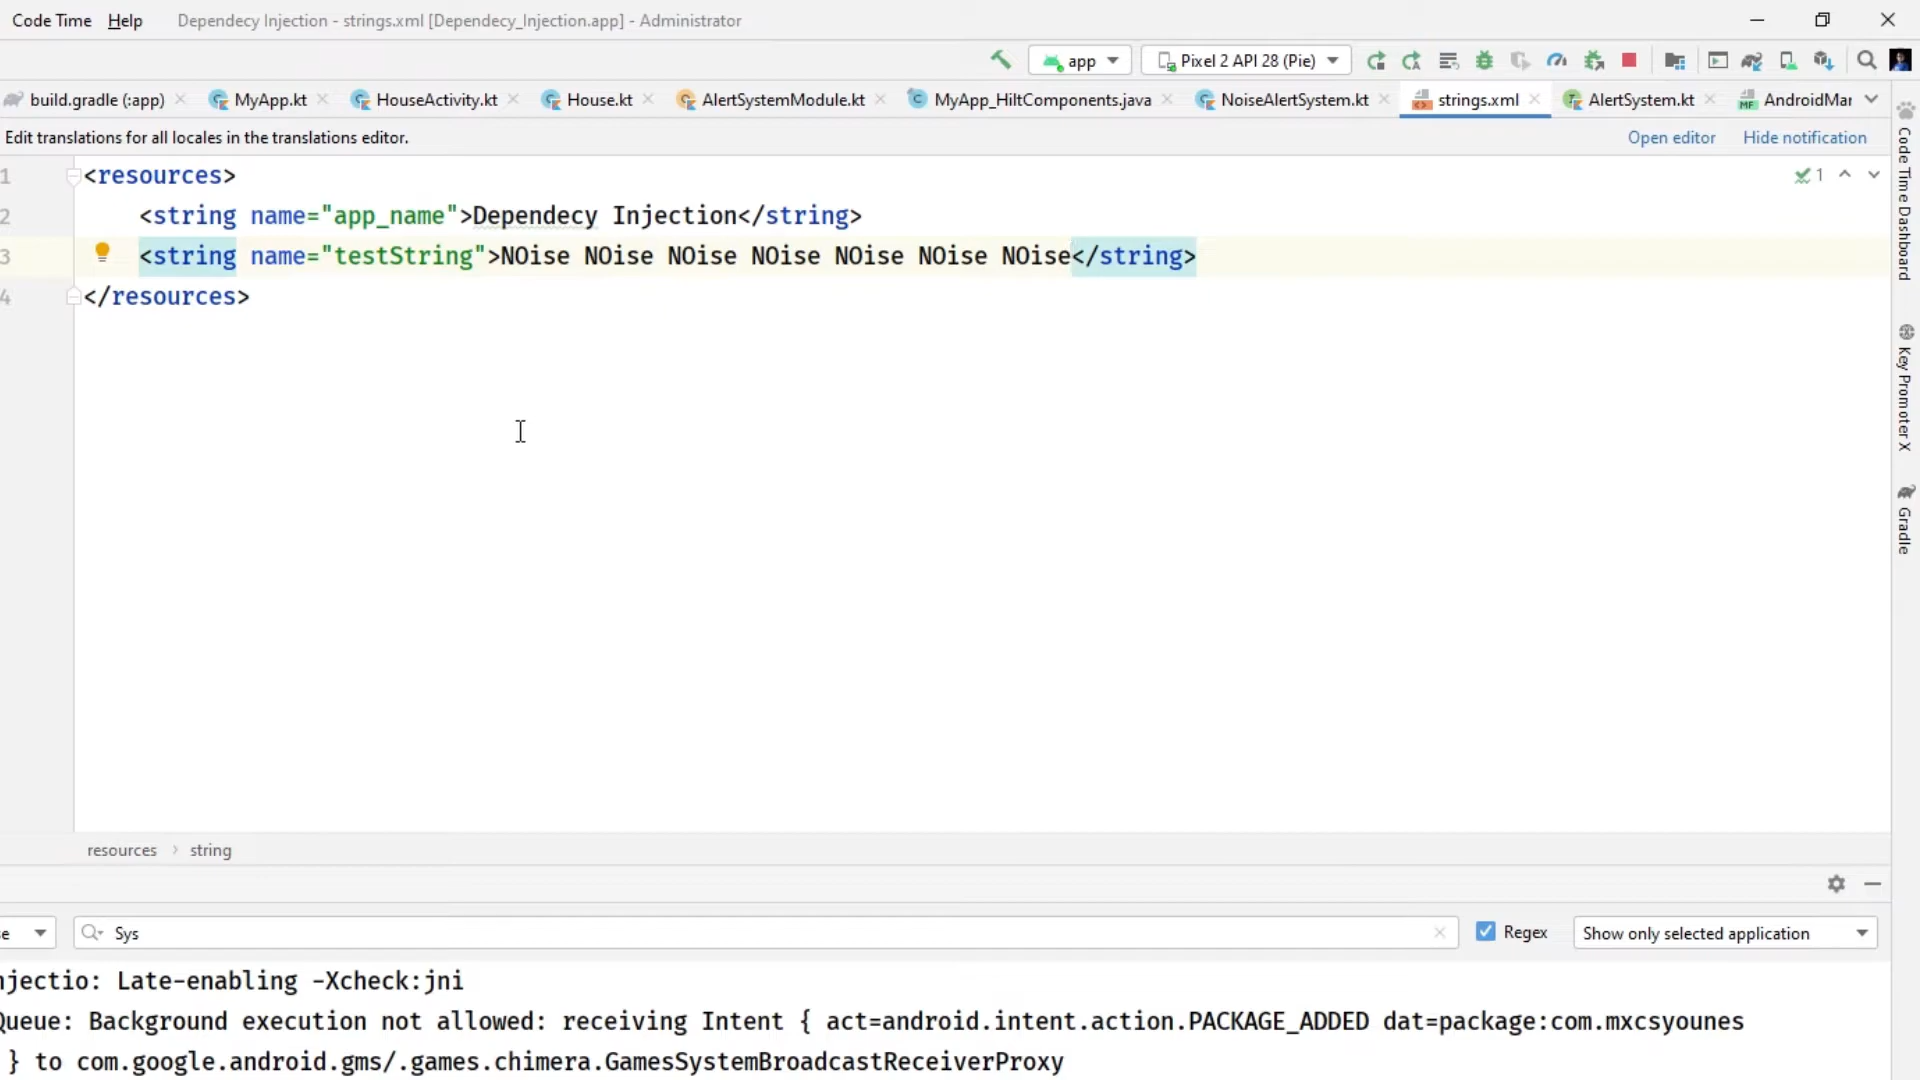 Code Time Help Dependecy Injection - strings.xml [Dependecy_Injection.app] - Administrator
app Pixel 2 API 28 (Pie)
build.gradle (:app) MyApp.kt HouseActivity.kt House.kt AlertSystemModule.kt MyApp_HiltComponents.java NoiseAlertSystem.kt strings.xml AlertSystem.kt AndroidMar
Edit translations for all locales in the translations editor. Open editor Hide notification
1 <resources> 1
2 <string name="app_name">Dependecy Injection</string>
3 <string name="testString">NOise NOise NOise NOise NOise NOise NOise</string>
4 </resources>
Code Time Dashboard
Key Promoter X
Gradle
resources › string
se Sys Regex Show only selected application
njectio: Late-enabling -Xcheck:jni
Queue: Background execution not allowed: receiving Intent { act=android.intent.action.PACKAGE_ADDED dat=package:com.mxcsyounes
} to com.google.android.gms/.games.chimera.GamesSystemBroadcastReceiverProxy